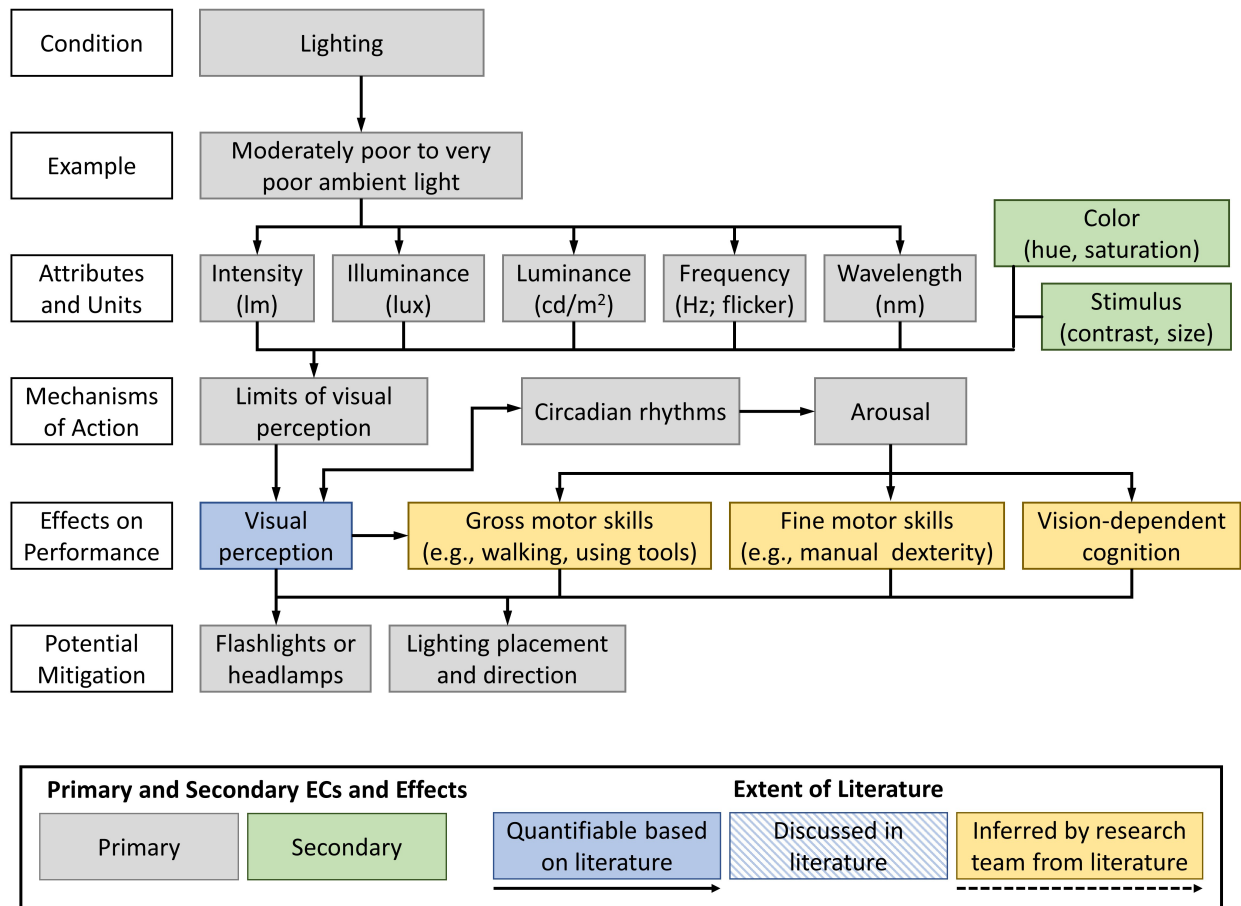 Condition
Lighting
Example
Moderately poor to very
poor ambient light
Color
(hue, saturation)
Attributes
and Units
Intensity
(lm)
Illuminance
(lux)
Luminance
(cd/m²)
Frequency
(Hz; flicker)
Wavelength
(nm)
Stimulus
(contrast, size)
Mechanisms
of Action
Limits of visual
perception
Circadian rhythms
Arousal
Effects on
Performance
Visual
perception
Gross motor skills
(e.g., walking, using tools)
Fine motor skills
(e.g., manual dexterity)
Vision-dependent
cognition
Potential
Mitigation
Flashlights or
headlamps
Lighting placement
and direction
Primary and Secondary ECs and Effects
Primary
Secondary
Extent of Literature
Quantifiable based
on literature
Discussed in
literature
Inferred by research
team from literature